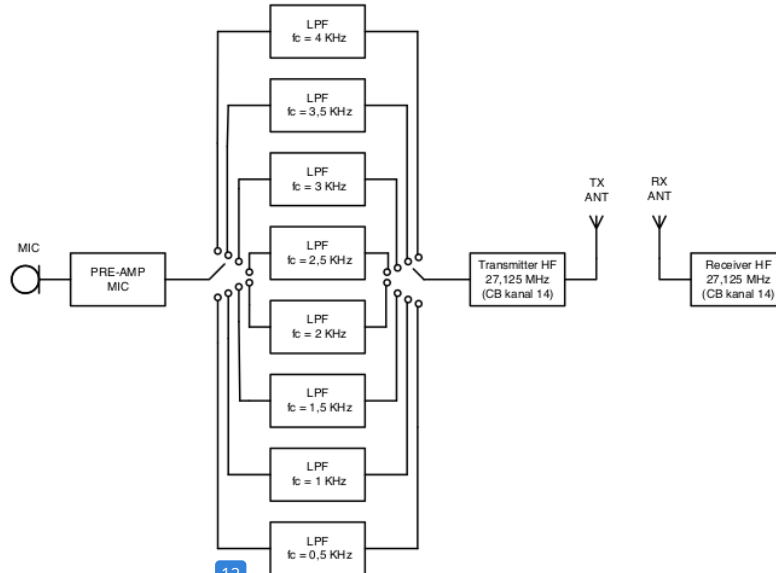 LPF
fc = 4 KHz
LPF
fc = 3,5 KHz
LPF
fc = 3 KHz
TX
ANT
RX
ANT
MIC
PRE-AMP
MIC
LPF
fc = 2,5 KHz
Transmitter HF
27,125 MHz
(CB kanal 14)
Receiver HF
27,125 MHz
(CB kanal 14)
LPF
fc = 2 KHz
LPF
fc = 1,5 KHz
LPF
fc = 1 KHz
LPF
fc = 0,5 KHz
12